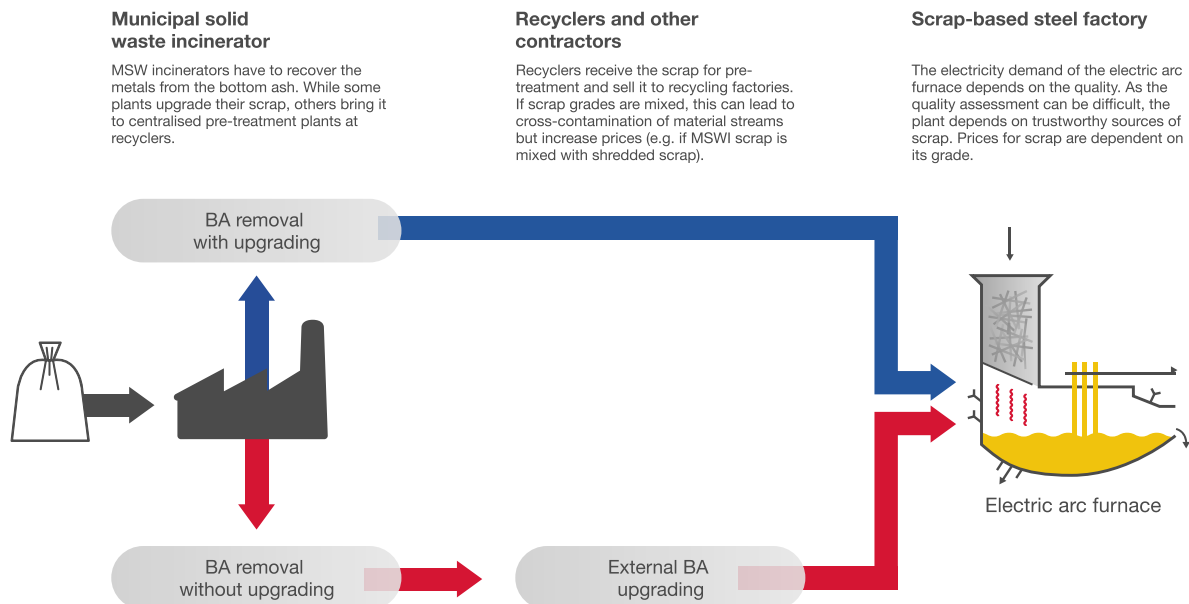 Municipal solid
waste incinerator
MSW incinerators have to recover the
metals from the bottom ash. While some
plants upgrade their scrap, others bring it
to centralised pre-treatment plants at
recyclers.
Recyclers and other
contractors
Recyclers receive the scrap for pre-
treatment and sell it to recycling factories.
If scrap grades are mixed, this can lead to
cross-contamination of material streams
but increase prices (e.g. if MSWI scrap is
mixed with shredded scrap).
Scrap-based steel factory
The electricity demand of the electric arc
furnace depends on the quality. As the
quality assessment can be difficult, the
plant depends on trustworthy sources of
scrap. Prices for scrap are dependent on
its grade.
BA removal
with upgrading
Electric arc furnace
BA removal
without upgrading
External BA
upgrading